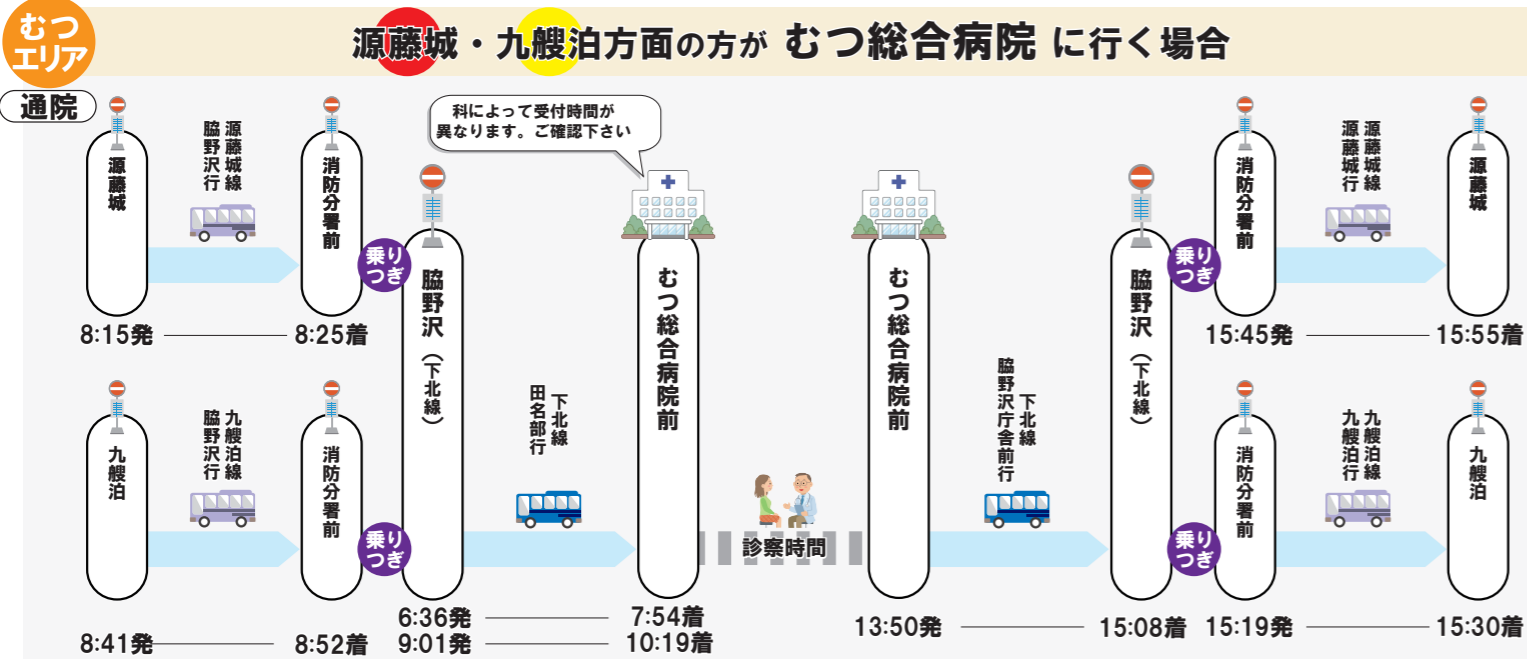 むつ
エリア
源藤城・九艘泊方面の方が むつ総合病院 に行く場合
通院
源藤城
源藤城線
脇野沢行
消防分署前
8:15発
8:25着
九艘泊
九艘泊線
脇野沢行
消防分署前
8:41発
8:52着
乗り
つぎ
乗り
つぎ
脇野沢（下北線）
下北線
田名部行
科によって受付時間が
異なります。ご確認下さい
むつ総合病院前
6:36発
7:54着
9:01発
10:19着
診察時間
むつ総合病院前
下北線
脇野沢庁舎前行
脇野沢（下北線）
13:50発
15:08着
乗り
つぎ
乗り
つぎ
消防分署前
源藤城線
源藤城行
源藤城
15:45発
15:55着
消防分署前
九艘泊線
九艘泊行
九艘泊
15:19発
15:30着